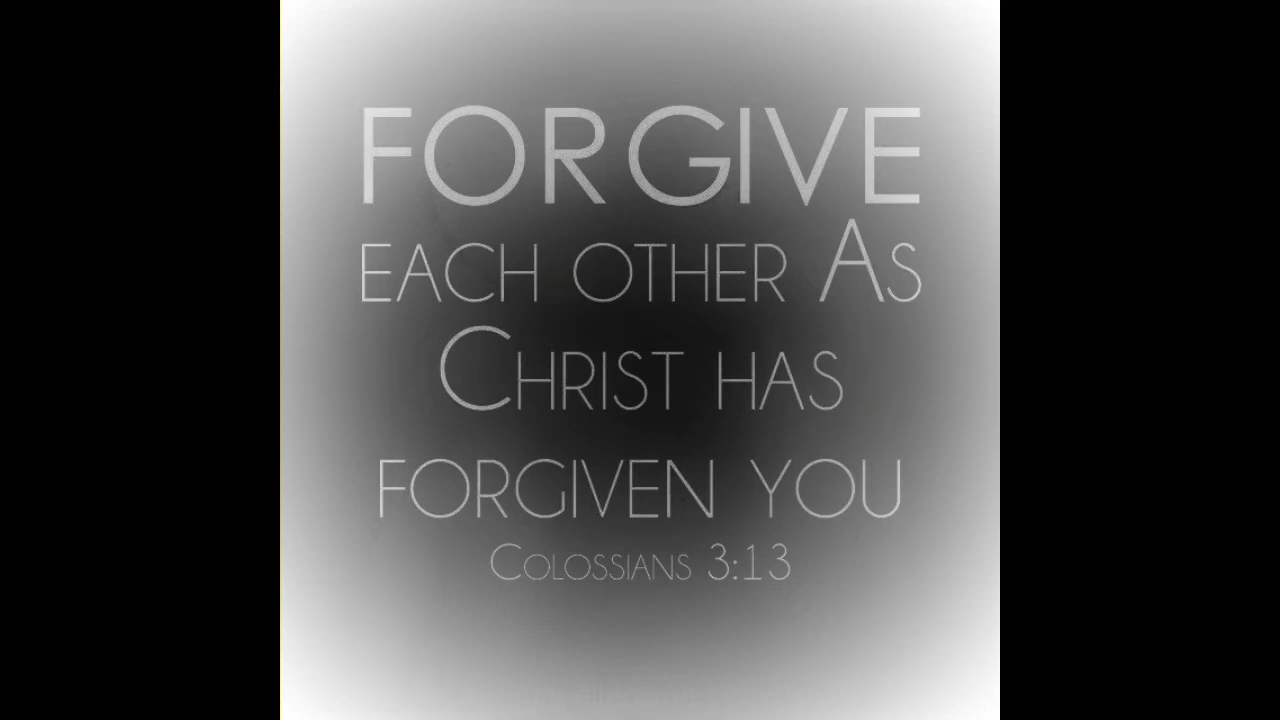 FORGIVE
EACH OTHER AS
CHRIST HAS
FORGIVEN YOU
COLOSSIANS 3:13